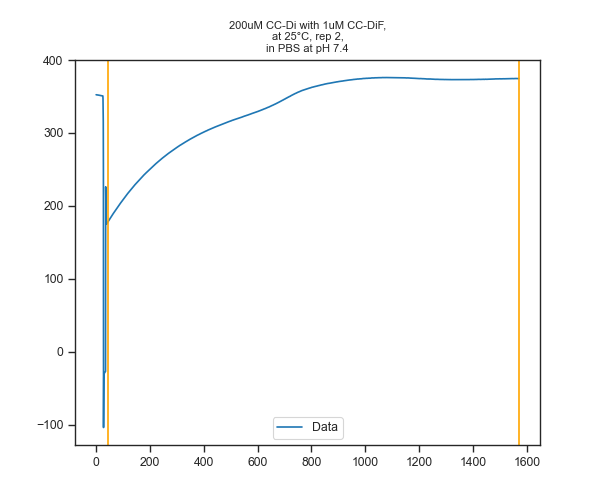 200uM CC-Di with 1uM CC-DiF,
at 25°C, rep 2,
in PBS at pH 7.4
400
300
200
100
0
−100
Data
0 200 400 600 800 1000 1200 1400 1600